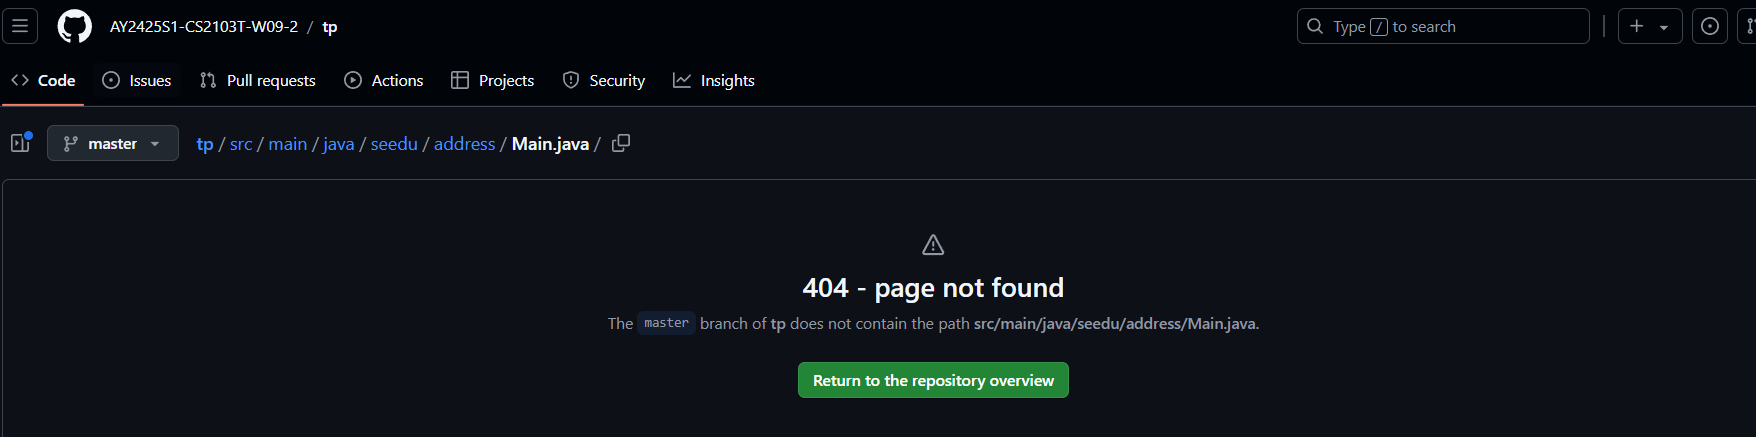 AY2425S1-CS2103T-W09-2 / tp
Type / to search
Code Issues Pull requests Actions Projects Security Insights
master tp / src / main / java / seedu / address / Main.java /
404 - page not found
The master branch of tp does not contain the path src/main/java/seedu/address/Main.java.
Return to the repository overview